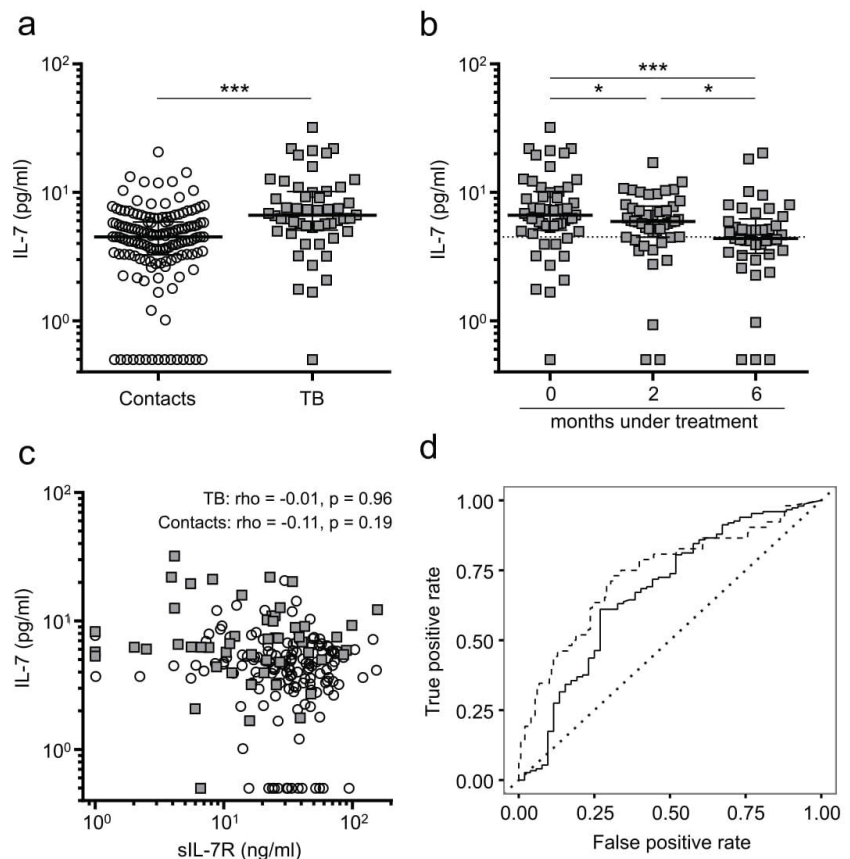 a
10²
10¹
10⁰
IL-7 (pg/ml)
***
Contacts
TB
b
10²
10¹
10⁰
IL-7 (pg/ml)
***
*
*
0
2
6
months under treatment
c
TB: rho = -0.01, p = 0.96
Contacts: rho = -0.11, p = 0.19
10²
10¹
10⁰
IL-7 (pg/ml)
10⁰
10¹
10²
sIL-7R (ng/ml)
d
1.00
0.75
0.50
0.25
0.00
True positive rate
0.00
0.25
0.50
0.75
1.00
False positive rate